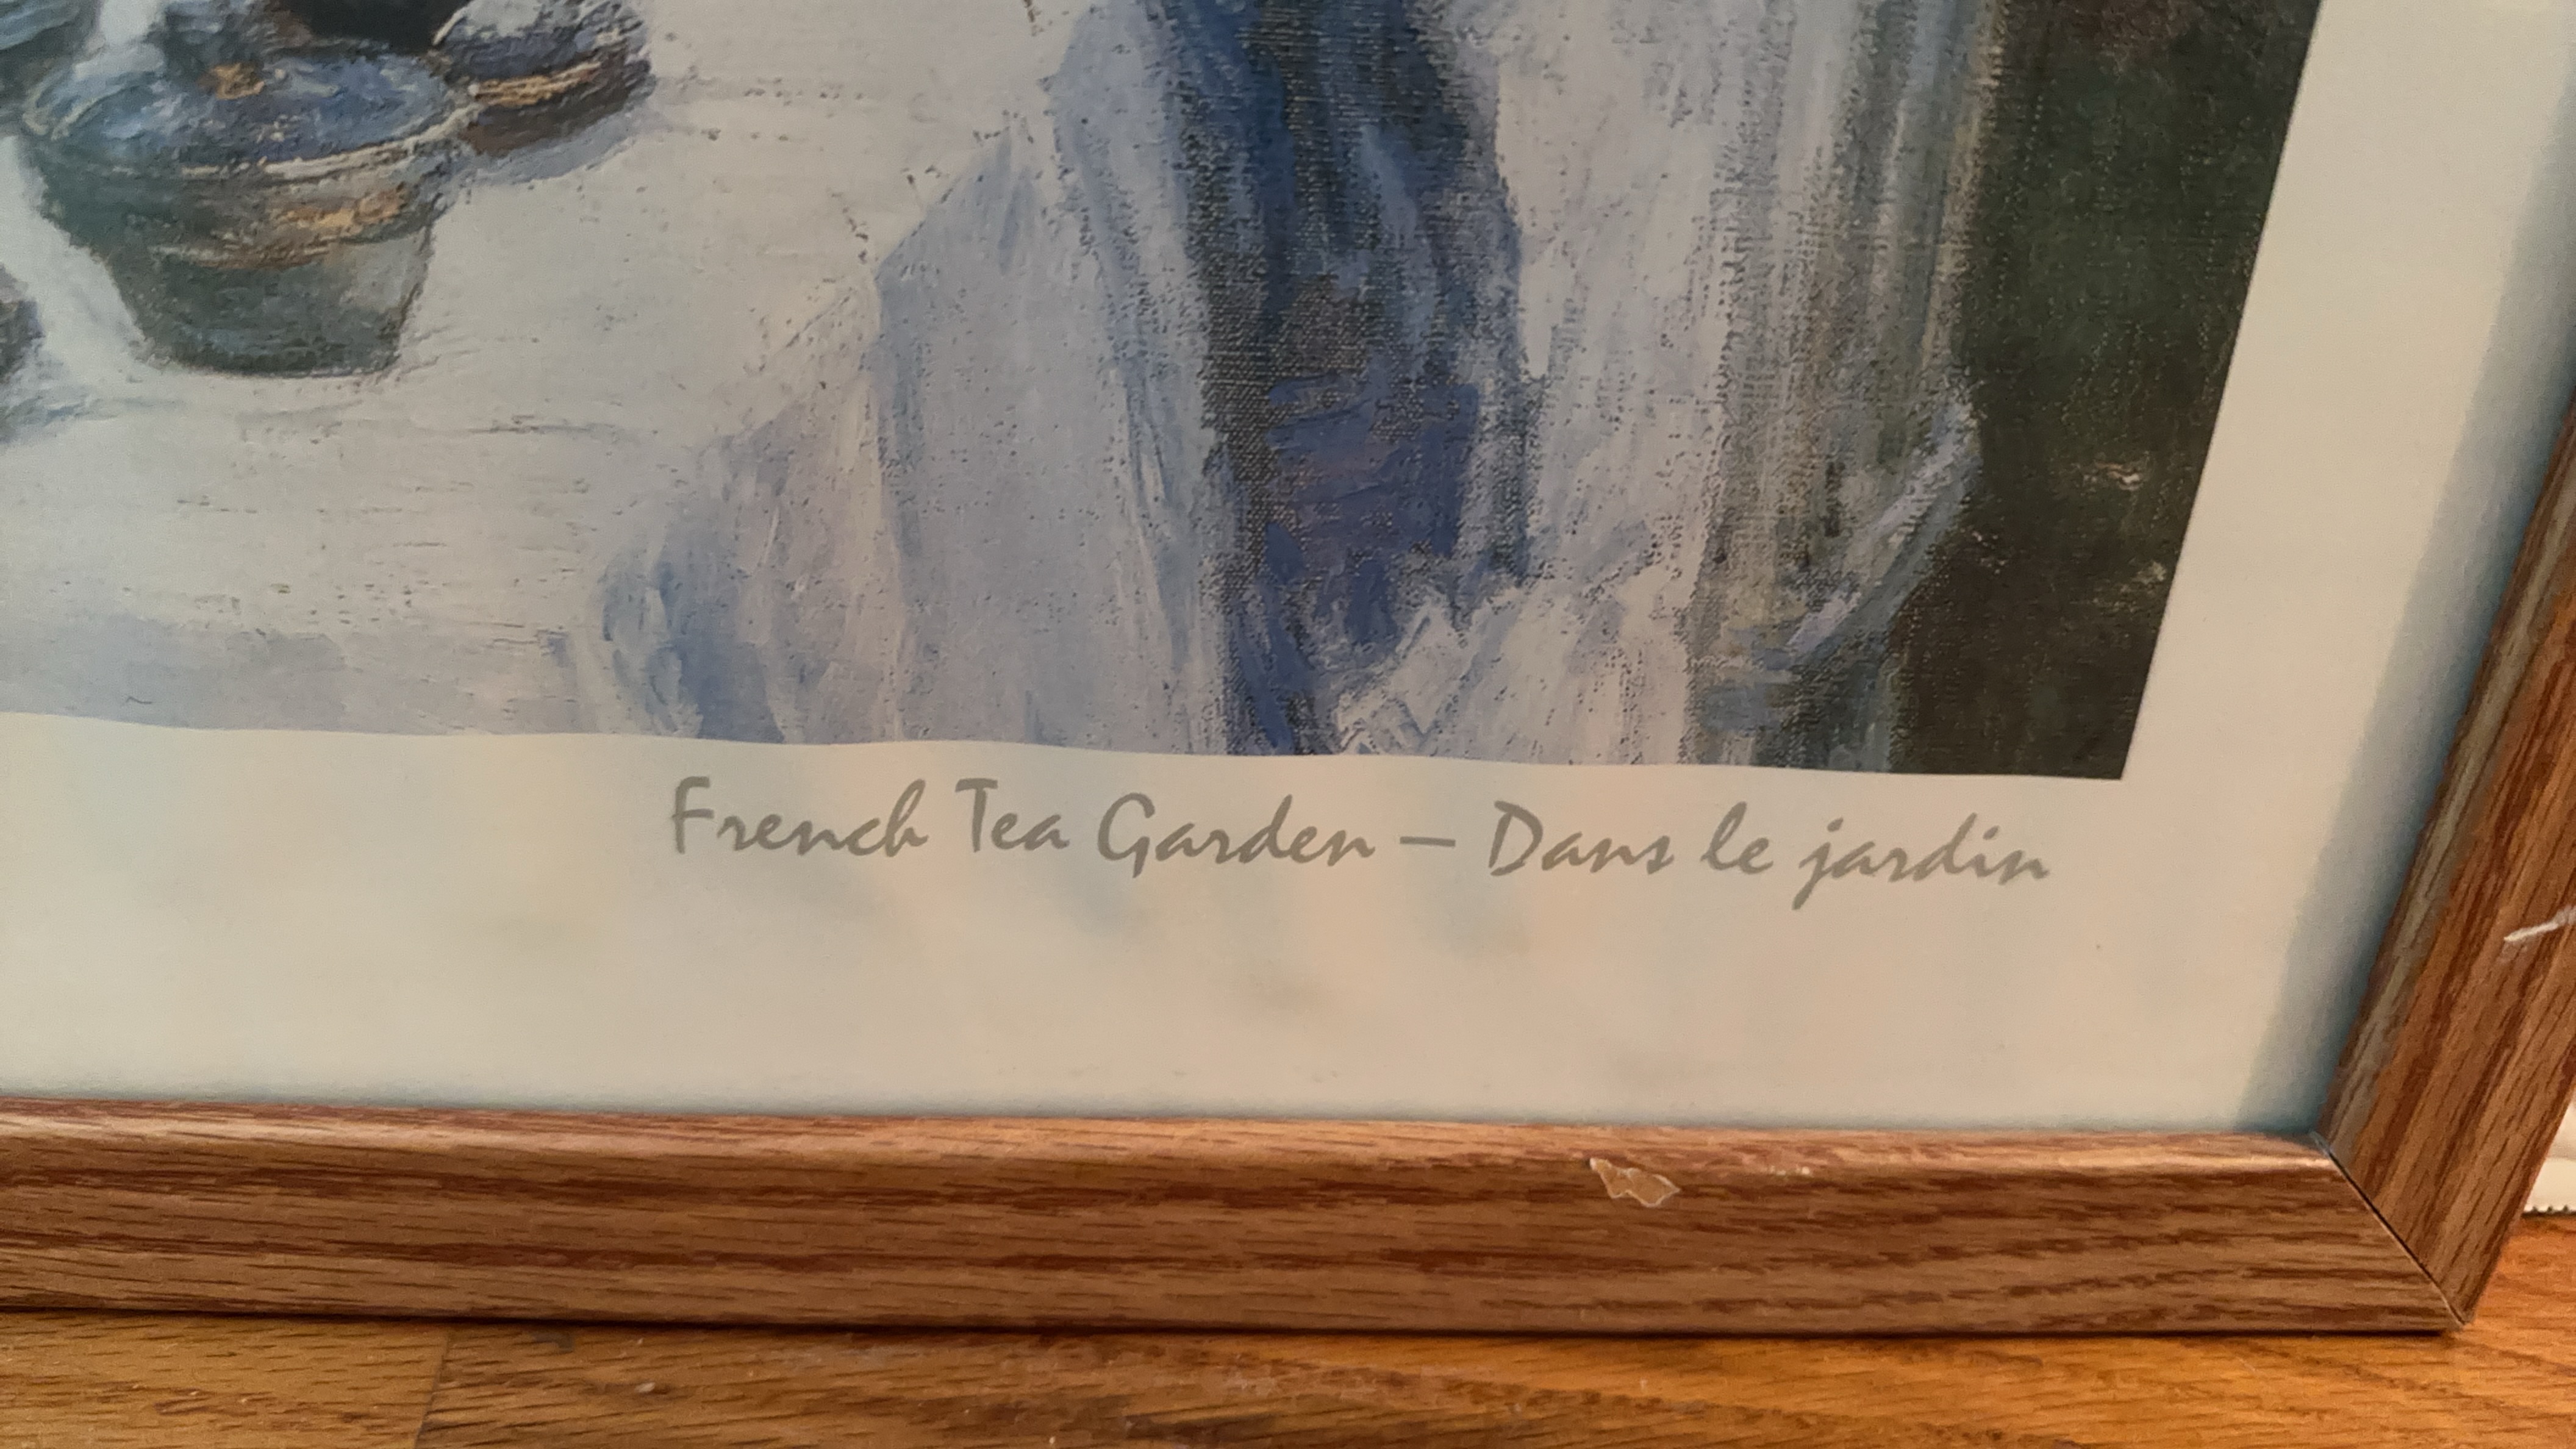 French Tea Garden — Dans le jardin